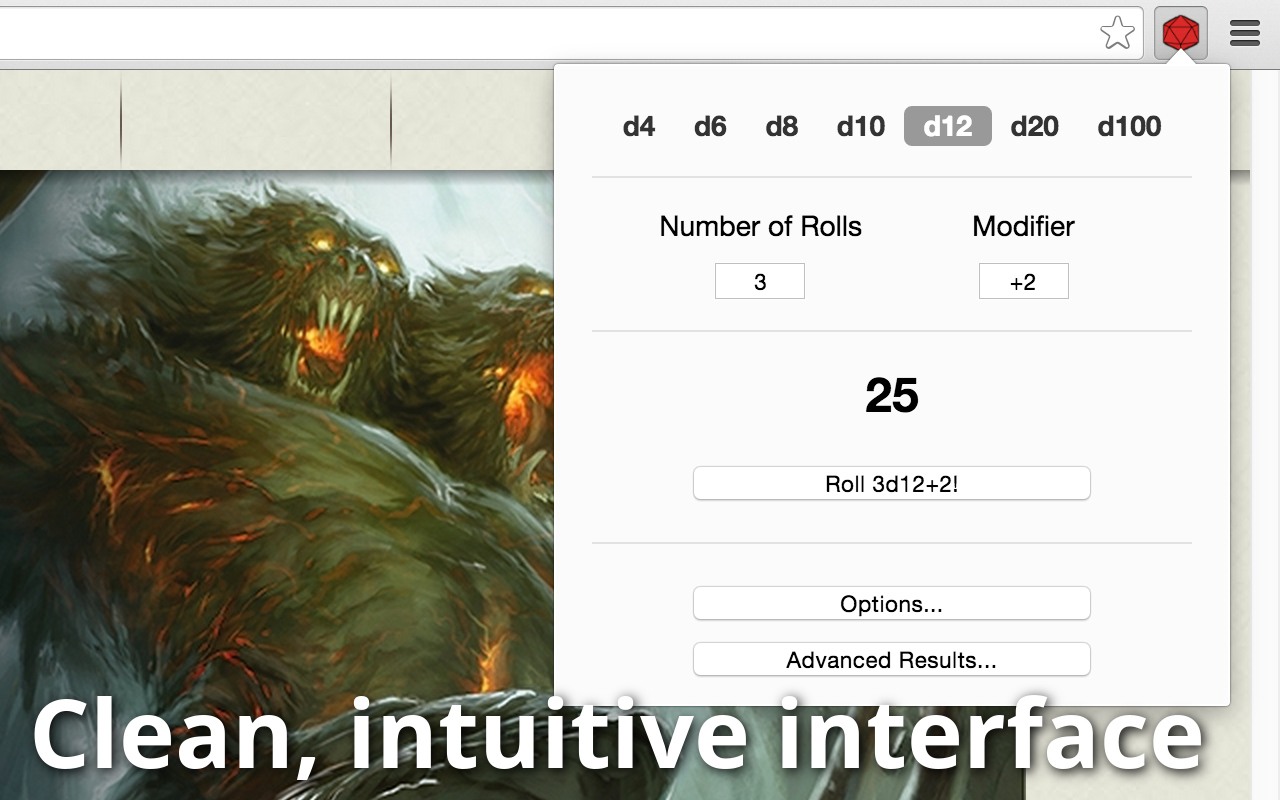 d4 d6 d8 d10 d12 d20 d100
Number of Rolls Modifier
3 +2
25
Roll 3d12+2!
Options...
Advanced Results...
Clean, intuitive interface